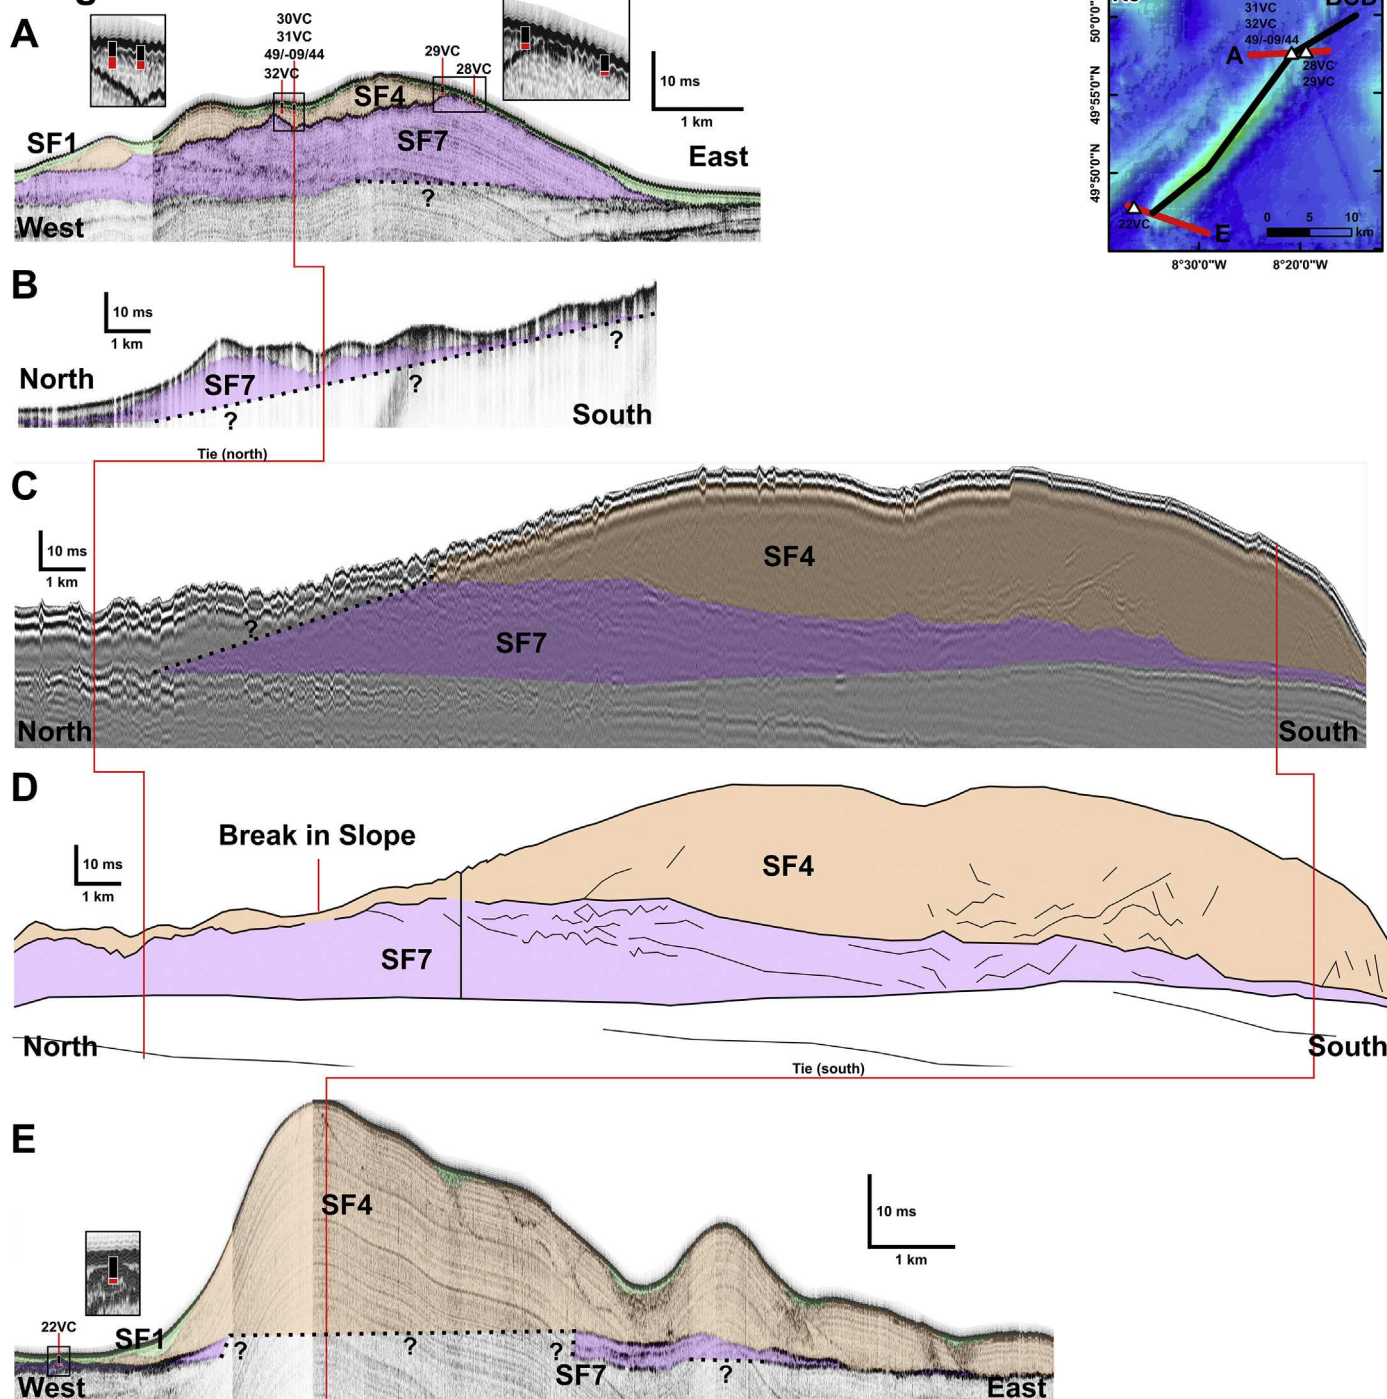 A
30VC
31VC
49/-09/44
32VC
29VC
28VC
SF1
SF4
SF7
10 ms
1 km
East
?
West
31VC
32VC
49/-09/44
A
28VC
29VC
22VC
E
0 5 10
km
50°0'0"
49°55'0"N
49°50'0"N
8°30'0"W
8°20'0"W
B
10 ms
1 km
North
SF7
?
?
?
South
Tie (north)
C
10 ms
1 km
SF4
?
SF7
North
South
D
Break in Slope
10 ms
1 km
SF4
SF7
North
South
Tie (south)
E
SF4
10 ms
1 km
22VC
SF1
?
?
?
SF7
?
West
East